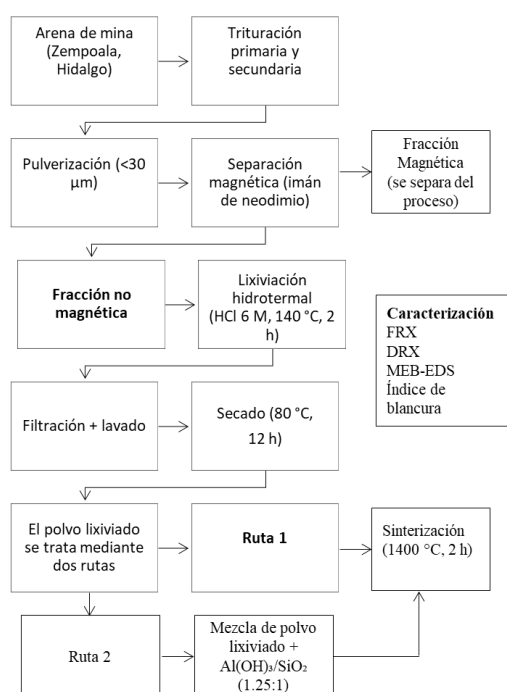 Arena de mina
(Zempoala,
Hidalgo)
Trituración
primaria y
secundaria
Pulverización (<30
µm)
Separación
magnética (imán
de neodimio)
Fracción
Magnética
(se separa del
proceso)
Fracción no
magnética
Lixiviación
hidrotermal
(HCl 6 M, 140 °C, 2
h)
Caracterización
FRX
DRX
MEB-EDS
Índice de
blancura
Filtración + lavado
Secado (80 °C,
12 h)
El polvo lixiviado
se trata mediante
dos rutas
Ruta 1
Sinterización
(1400 °C, 2 h)
Ruta 2
Mezcla de polvo
lixiviado +
Al(OH)₃/SiO₂
(1.25:1)